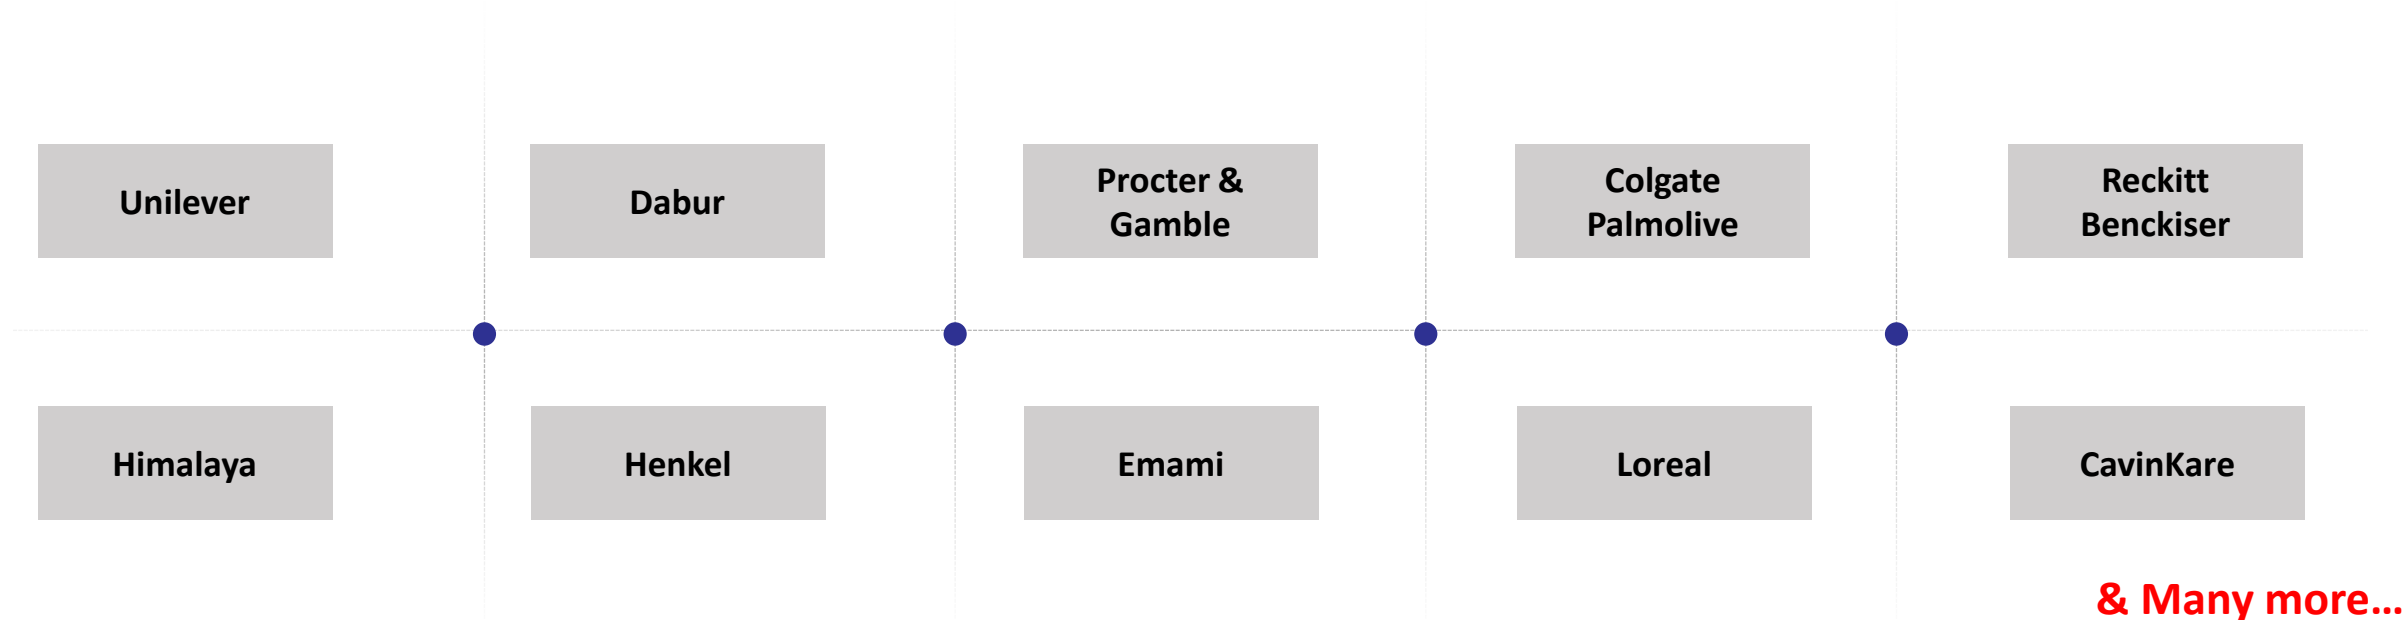 Unilever
Dabur
Procter &
Gamble
Colgate
Palmolive
Reckitt
Benckiser
Himalaya
Henkel
Emami
Loreal
CavinKare
& Many more...